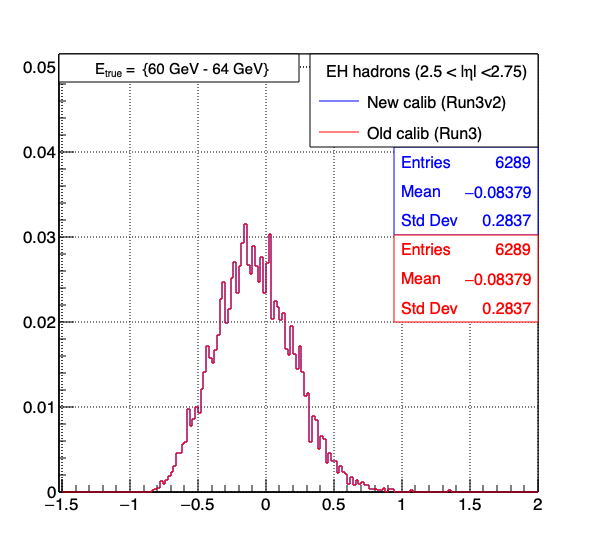 E_true = {60 GeV - 64 GeV}
EH hadrons (2.5 < |η| <2.75)
New calib (Run3v2)
Old calib (Run3)
Entries 6289
Mean −0.08379
Std Dev 0.2837
Entries 6289
Mean −0.08379
Std Dev 0.2837
0.05
0.04
0.03
0.02
0.01
0
−1.5 −1 −0.5 0 0.5 1 1.5 2